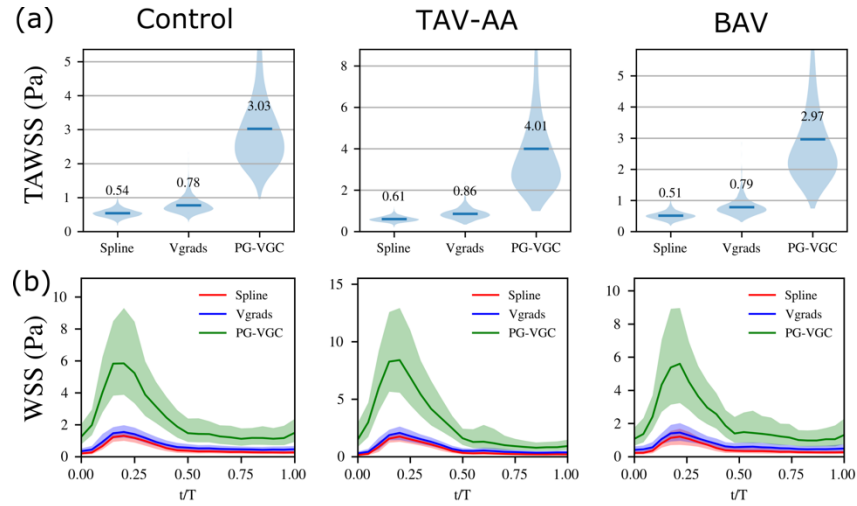 (a) Control TAV-AA BAV
TAWSS (Pa)
5
4
3
2
1
0
0.54
0.78
3.03
Spline Vgrads PG-VGC
8
6
4
2
0
0.61
0.86
4.01
Spline Vgrads PG-VGC
5
4
3
2
1
0
0.51
0.79
2.97
Spline Vgrads PG-VGC
(b)
WSS (Pa)
10
8
6
4
2
0
Spline
Vgrads
PG-VGC
0.00 0.25 0.50 0.75 1.00
t/T
15
10
5
0
Spline
Vgrads
PG-VGC
0.00 0.25 0.50 0.75 1.00
t/T
10
8
6
4
2
0
Spline
Vgrads
PG-VGC
0.00 0.25 0.50 0.75 1.00
t/T